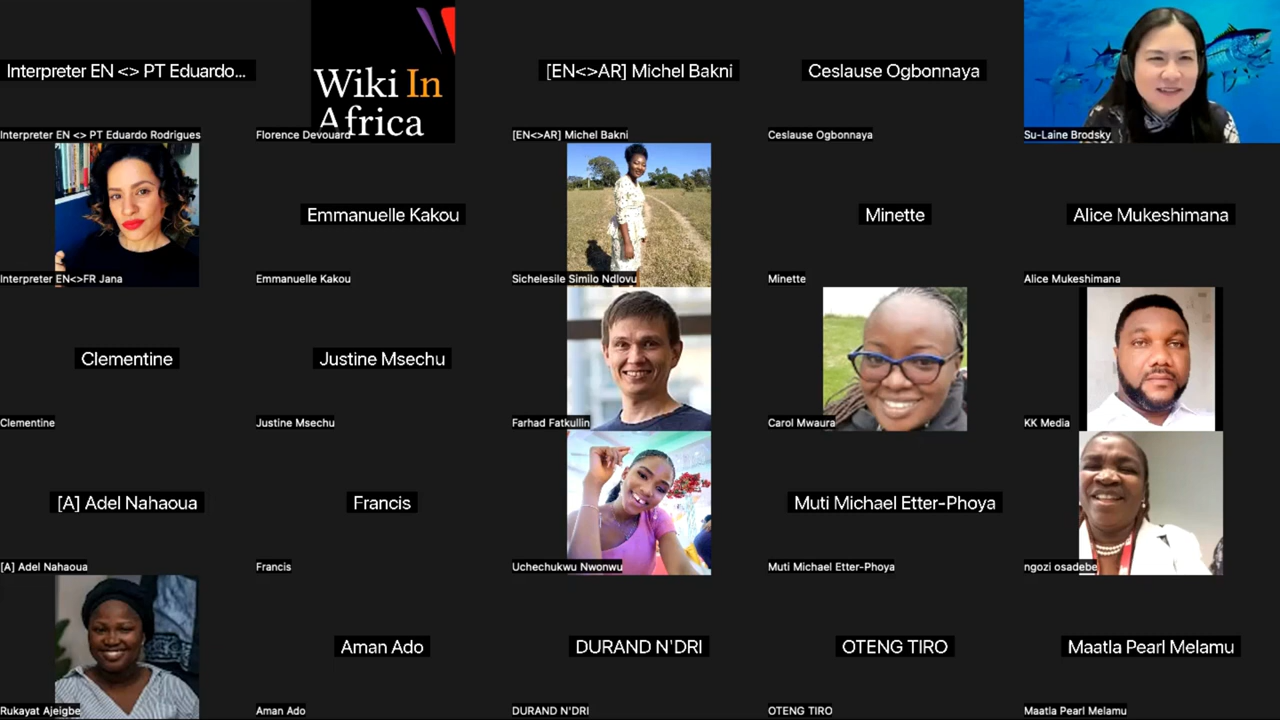 Interpreter EN <> PT Eduardo...
Wiki In
Africa
[EN<>AR] Michel Bakni
Ceslause Ogbonnaya
Interpreter EN <> PT Eduardo Rodrigues
Florence Devouard
[EN<>AR] Michel Bakni
Ceslause Ogbonnaya
Su-Laine Brodsky
Emmanuelle Kakou
Minette
Alice Mukeshimana
Interpreter EN<>FR Jana
Emmanuelle Kakou
Sichelesile Similo Ndlovu
Minette
Alice Mukeshimana
Clementine
Justine Msechu
Clementine
Justine Msechu
Farhad Fatkullin
Carol Mwaura
KK Media
[A] Adel Nahaoua
Francis
Muti Michael Etter-Phoya
[A] Adel Nahaoua
Francis
Uchechukwu Nwonwu
Muti Michael Etter-Phoya
ngozi osadebe
Aman Ado
DURAND N'DRI
OTENG TIRO
Maatla Pearl Melamu
Rukayat Ajeigbe
Aman Ado
DURAND N'DRI
OTENG TIRO
Maatla Pearl Melamu